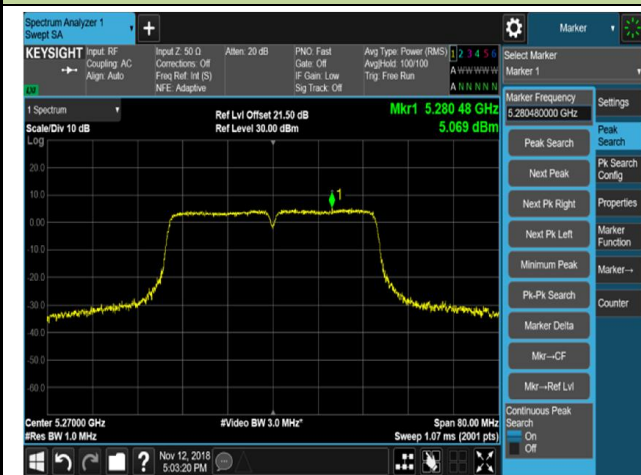 Spectrum Analyzer 1
Swept SA
Marker
KEYSIGHT
Input: RF
Coupling: AC
Align: Auto
Input Z: 50 Ω
Corrections: Off
Freq Ref: Int (S)
NFE: Adaptive
Atten: 20 dB
PNO: Fast
Gate: Off
IF Gain: Low
Sig Track: Off
Avg Type: Power (RMS)
Avg|Hold: 100/100
Trig: Free Run
1 2 3 4 5 6
A W W W W W
A N N N N N
Select Marker
Marker 1
1 Spectrum
Scale/Div 10 dB
Log
Ref Lvl Offset 21.50 dB
Ref Level 30.00 dBm
Mkr1 5.280 48 GHz
5.069 dBm
20.0
10.0
0.00
-10.0
-20.0
-30.0
-40.0
-50.0
-60.0
1
Center 5.27000 GHz
#Res BW 1.0 MHz
#Video BW 3.0 MHz*
Span 80.00 MHz
Sweep 1.07 ms (2001 pts)
Marker Frequency
5.280480000 GHz
Peak Search
Next Peak
Next Pk Right
Next Pk Left
Minimum Peak
Pk-Pk Search
Marker Delta
Mkr→CF
Mkr→Ref Lvl
Continuous Peak
Search
On
Off
Settings
Peak
Search
Pk Search
Config
Properties
Marker
Function
Marker→
Counter
?
Nov 12, 2018
5:03:20 PM